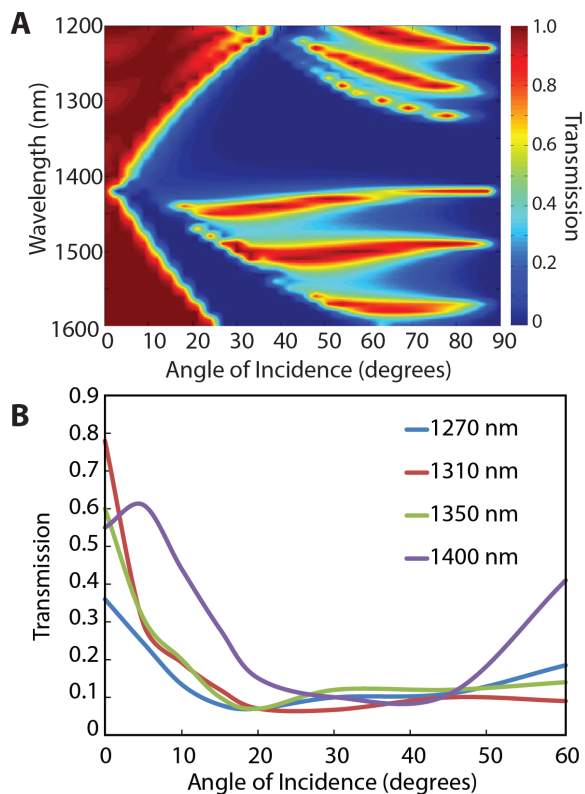 A
Wavelength (nm)
1200
1300
1400
1500
1600
0 10 20 30 40 50 60 70 80 90
Angle of Incidence (degrees)
1.0
0.8
0.6
0.4
0.2
0
Transmission
B
Transmission
0.9
0.8
0.7
0.6
0.5
0.4
0.3
0.2
0.1
0
1270 nm
1310 nm
1350 nm
1400 nm
0 10 20 30 40 50 60
Angle of Incidence (degrees)